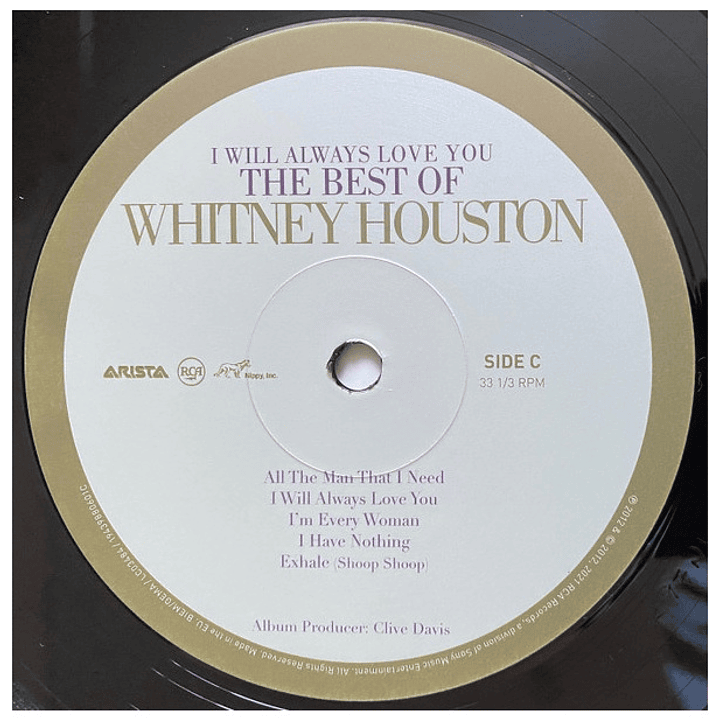 I WILL ALWAYS LOVE YOU
THE BEST OF
WHITNEY HOUSTON
ARISTA
RCA
Nippy, Inc.
SIDE C
33 1/3 RPM
All The Man That I Need
I Will Always Love You
I'm Every Woman
I Have Nothing
Exhale (Shoop Shoop)
Album Producer: Clive Davis
℗ 2012 & © 2012, 2021 RCA Records, a division of Sony Music Entertainment. All Rights Reserved. Made in the EU. BIEM/GEMA / LC03484 / 19439880601C